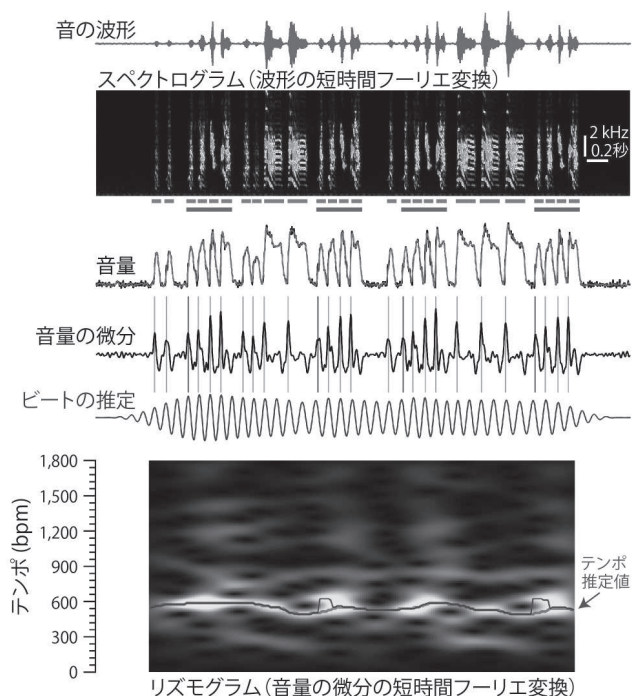 音の波形
スペクトログラム（波形の短時間フーリエ変換）
2 kHz
0.2秒
音量
音量の微分
ビートの推定
テンポ (bpm)
1,800
1,500
1,200
900
600
300
0
テンポ
推定値
リズモグラム（音量の微分の短時間フーリエ変換）